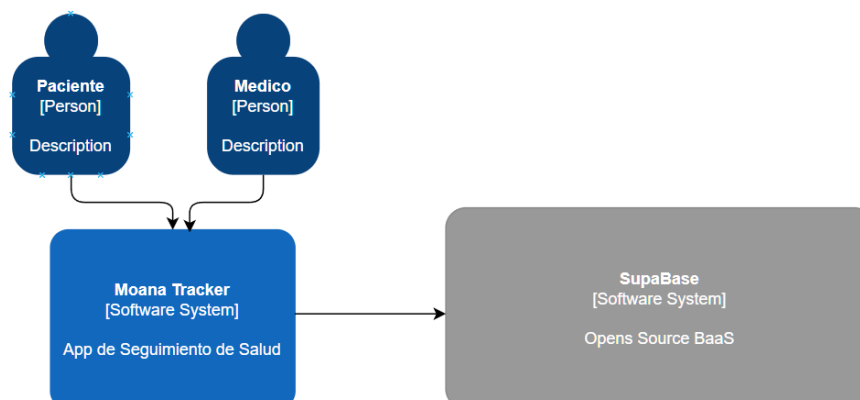 Paciente
[Person]
Description
Medico
[Person]
Description
Moana Tracker
[Software System]
App de Seguimiento de Salud
SupaBase
[Software System]
Opens Source BaaS